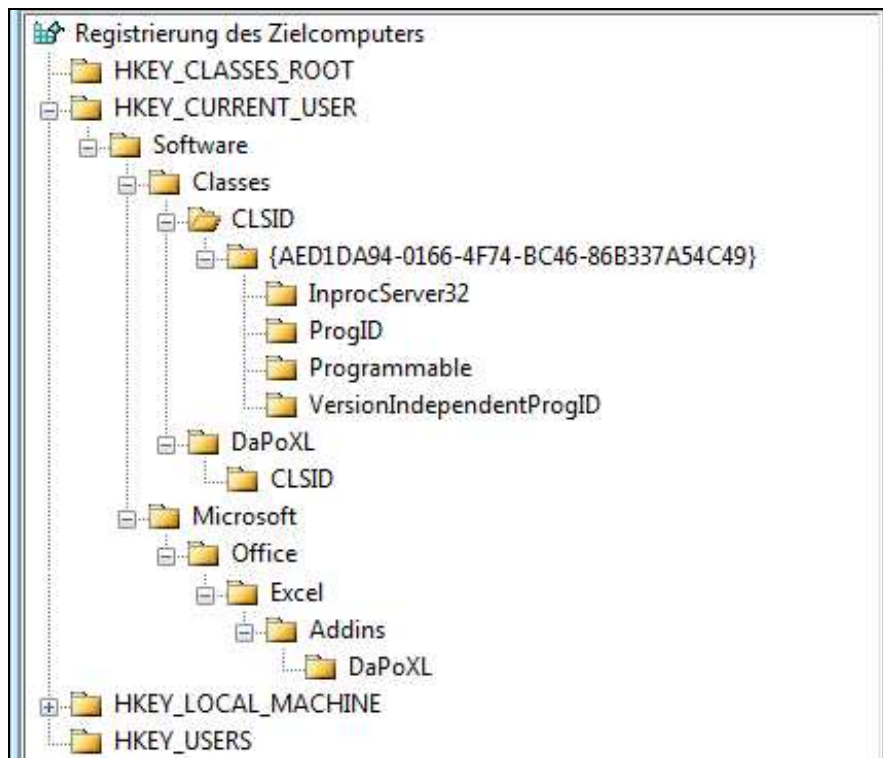 Registrierung des Zielcomputers
HKEY_CLASSES_ROOT
HKEY_CURRENT_USER
Software
Classes
CLSID
{AED1DA94-0166-4F74-BC46-86B337A54C49}
InprocServer32
ProgID
Programmable
VersionIndependentProgID
DaPoXL
CLSID
Microsoft
Office
Excel
Addins
DaPoXL
HKEY_LOCAL_MACHINE
HKEY_USERS